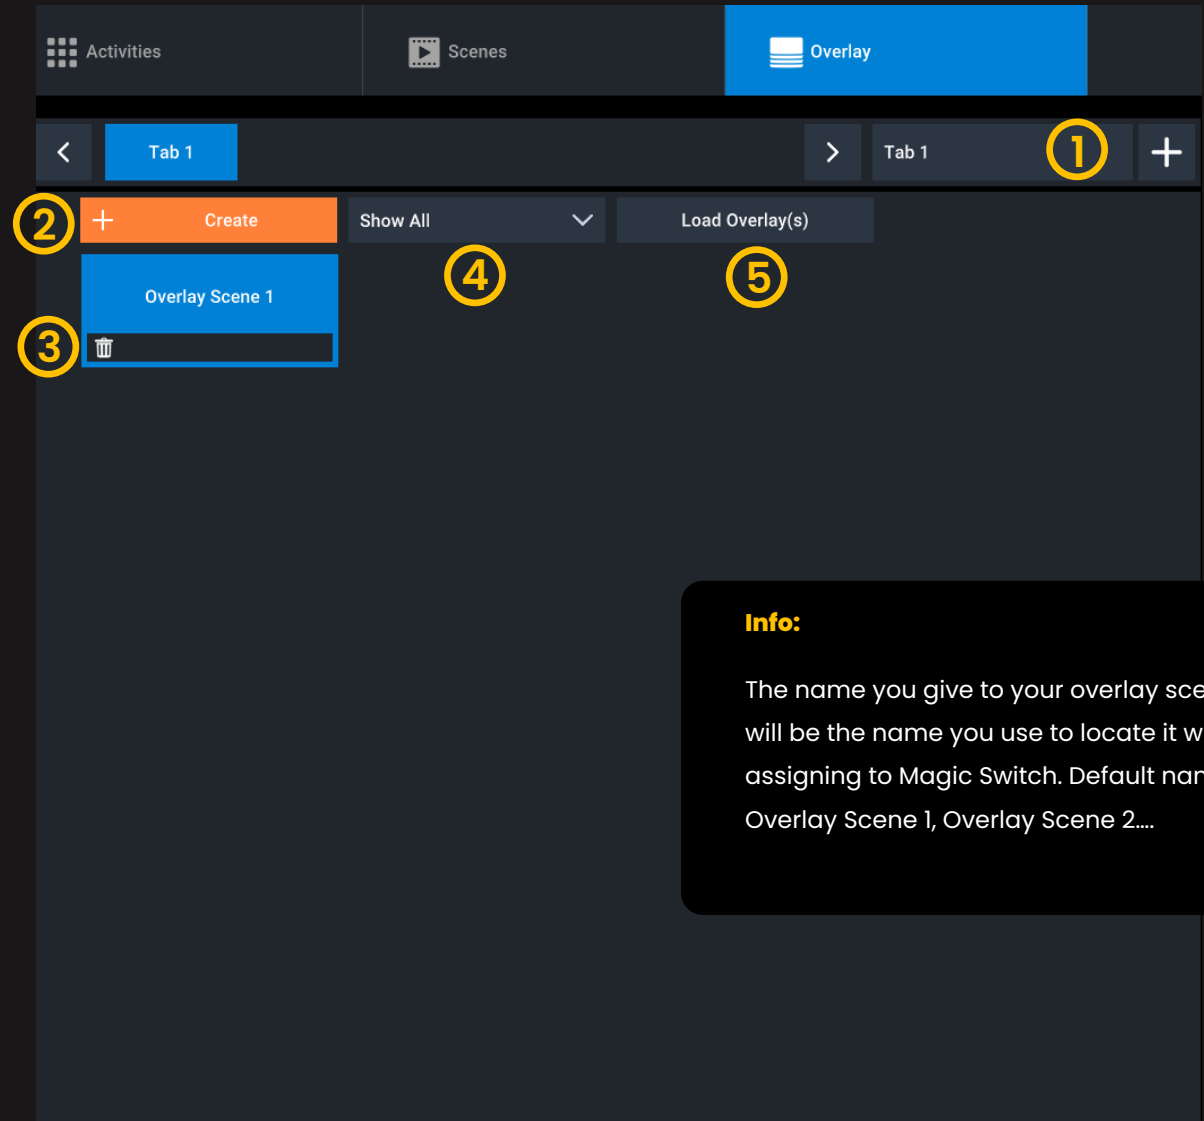 Activities
Scenes
Overlay
Tab 1
Tab 1
1
2
Create
Show All
Load Overlay(s)
4
5
Overlay Scene 1
3
Info:
The name you give to your overlay
will be the name you use to locate it
assigning to Magic Switch. Default
Overlay Scene 1, Overlay Scene 2....